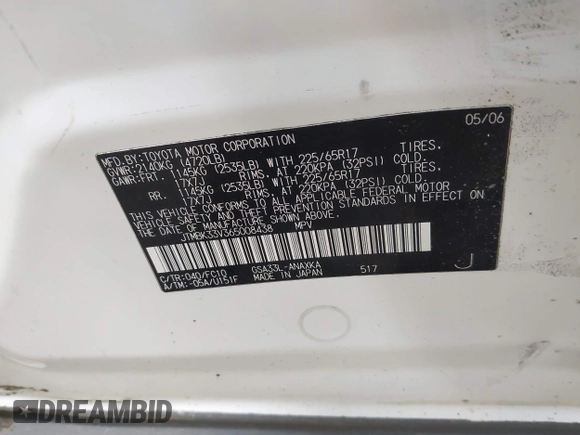 05/06
MFD.BY:TOYOTA MOTOR CORPORATION
GVWR:2140KG (4720LB)
GAWR:FRT. 1145KG (2535LB) WITH 225/65R17 TIRES.
17X7J RIMS, AT 220KPA (32PSI) COLD.
RR. 1145KG (2535LB) WITH 225/65R17 TIRES.
17X7J RIMS, AT 220KPA (32PSI) COLD.
THIS VEHICLE CONFORMS TO ALL APPLICABLE FEDERAL MOTOR
VEHICLE SAFETY STANDARDS IN EFFECT ON THE DATE OF
MANUFACTURE SHOWN ABOVE.
JTMBK33V365008438 MPV
C/TR:040/FC10 GSA33L-ANAXKA
A/TM:-05A/U151F MADE IN JAPAN 517
J
DREAMBID